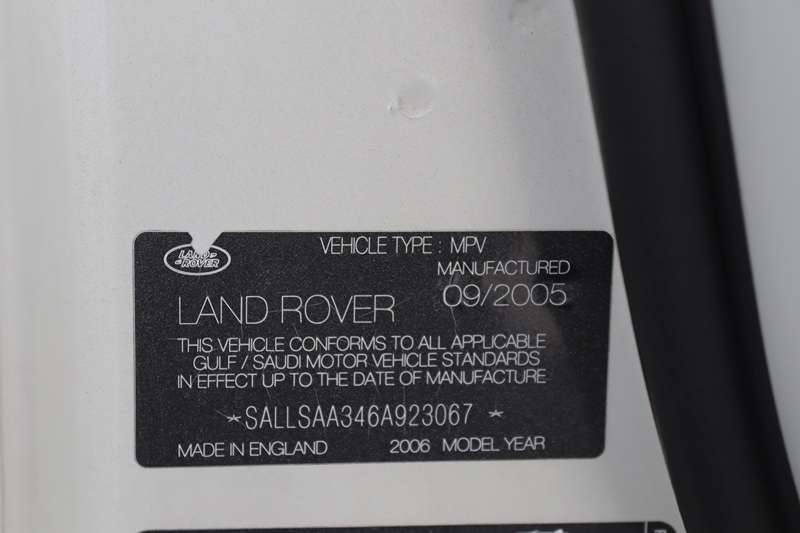 VEHICLE TYPE : MPV
LAND ROVER
MANUFACTURED
LAND ROVER 09/2005
THIS VEHICLE CONFORMS TO ALL APPLICABLE
GULF / SAUDI MOTOR VEHICLE STANDARDS
IN EFFECT UP TO THE DATE OF MANUFACTURE
*SALLSAA346A923067*
MADE IN ENGLAND 2006 MODEL YEAR